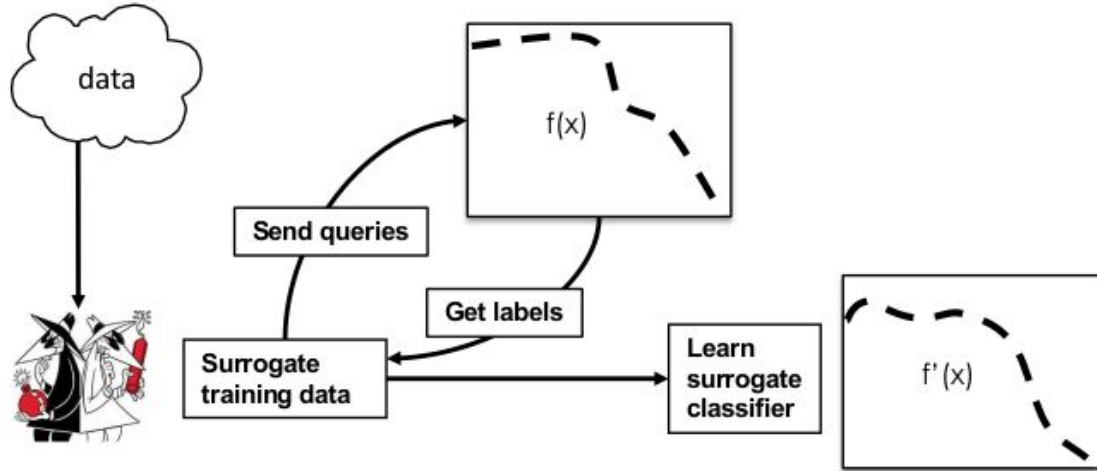 data
f(x)
Send queries
Get labels
Surrogate
training data
Learn
surrogate
classifier
f'(x)